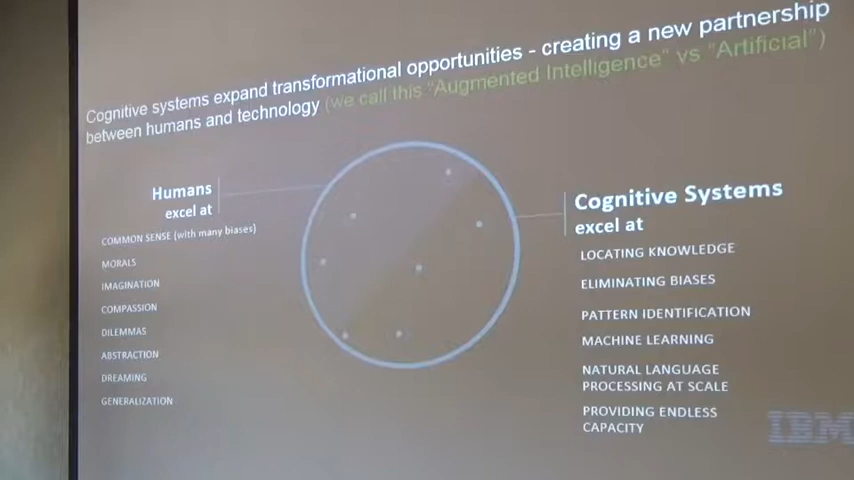 Cognitive systems expand transformational opportunities - creating a new partnership
between humans and technology (we call this "Augmented Intelligence" vs "Artificial")
Humans
excel at
COMMON SENSE (with many biases)
MORALS
IMAGINATION
COMPASSION
DILEMMAS
ABSTRACTION
DREAMING
GENERALIZATION
Cognitive Systems
excel at
LOCATING KNOWLEDGE
ELIMINATING BIASES
PATTERN IDENTIFICATION
MACHINE LEARNING
NATURAL LANGUAGE
PROCESSING AT SCALE
PROVIDING ENDLESS
CAPACITY
IBM